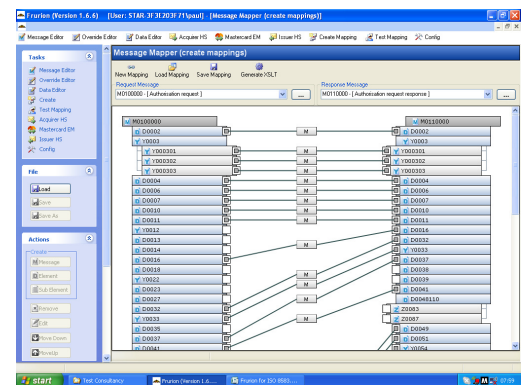 Frurion (Version 1.6.6) [User: STAR-3F3L203F71\paul] - [Message Mapper (create mappings)]
Message Editor Override Editor Data Editor Acquirer HS Mastercard EM Issuer HS Create Mapping Test Mapping Config
Tasks
Message Editor
Override Editor
Data Editor
Create
Test Mapping
Acquirer HS
Mastercard EM
Issuer HS
Config
File
Load
Save
Save As
Actions
Create
Message
Element
Sub Element
Remove
Edit
Move Down
MoveUp
Message Mapper (create mappings)
New Mapping Load Mapping Save Mapping Generate XSLT
Request Message
M0100000 - [ Authorisation request ]
...
Response Message
M0110000 - [ Authorisation request response ]
...
M0100000
D0002
Y0003
Y000301
Y000302
Y000303
D0004
D0006
D0007
D0010
D0011
Y0012
D0013
D0014
D0016
D0018
Y0022
D0023
D0027
D0032
Y0033
D0035
D0037
D0041
M
M
M
M
M
M
M
M
M
M
M
M
M
M
M0110000
D0002
Y0003
Y000301
Y000302
Y000303
D0004
D0006
D0007
D0010
D0011
D0016
D0032
Y0033
D0037
D0038
D0039
D0041
D0048110
Z0083
Z0087
D0049
D0051
Y0054
start
Test Consultancy
Frurion (Version 1.6....
Frurion for ISO 8583....
07:59